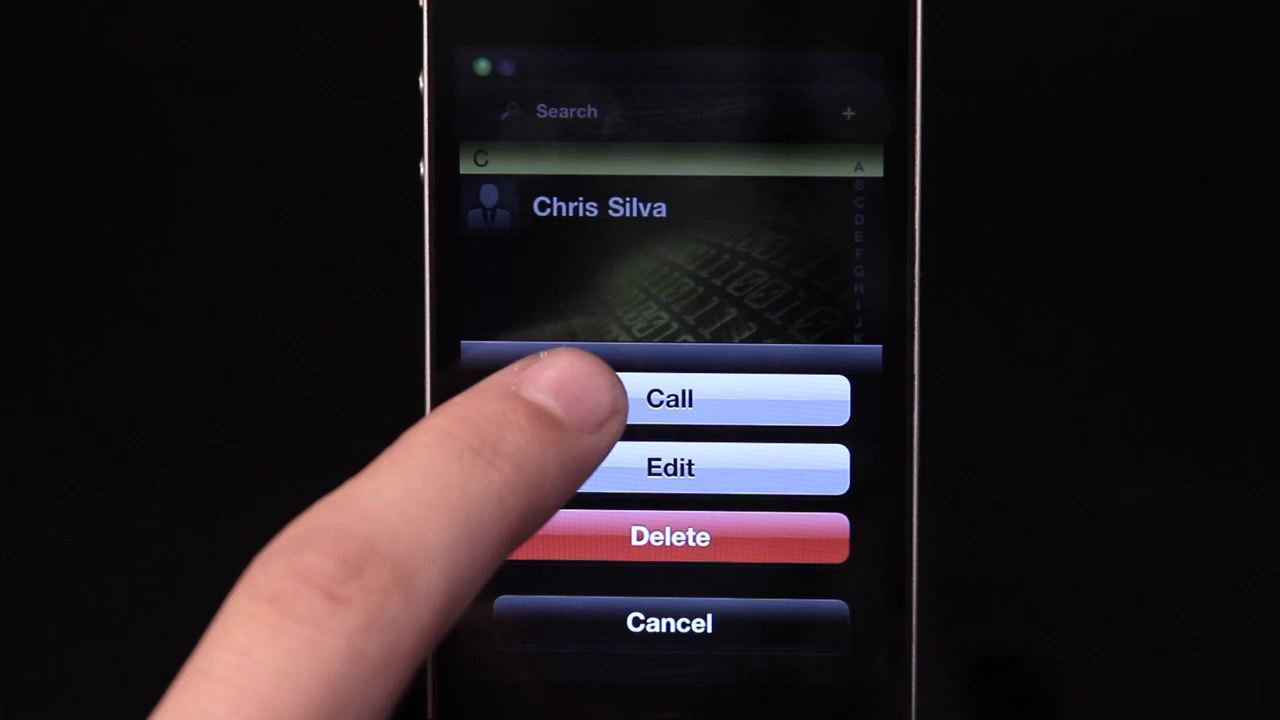 Search +
C
A
B
C
D
E
F
G
H
I
J
K
Chris Silva
Call
Edit
Delete
Cancel